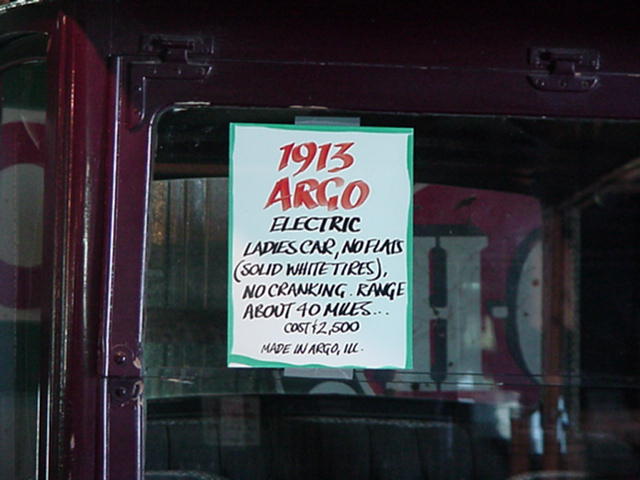 1913
ARGO
ELECTRIC
LADIES CAR, NO FLATS
(SOLID WHITE TIRES),
NO CRANKING.. RANGE
ABOUT 40 MILES...
COST $2,500
MADE IN ARGO, ILL.